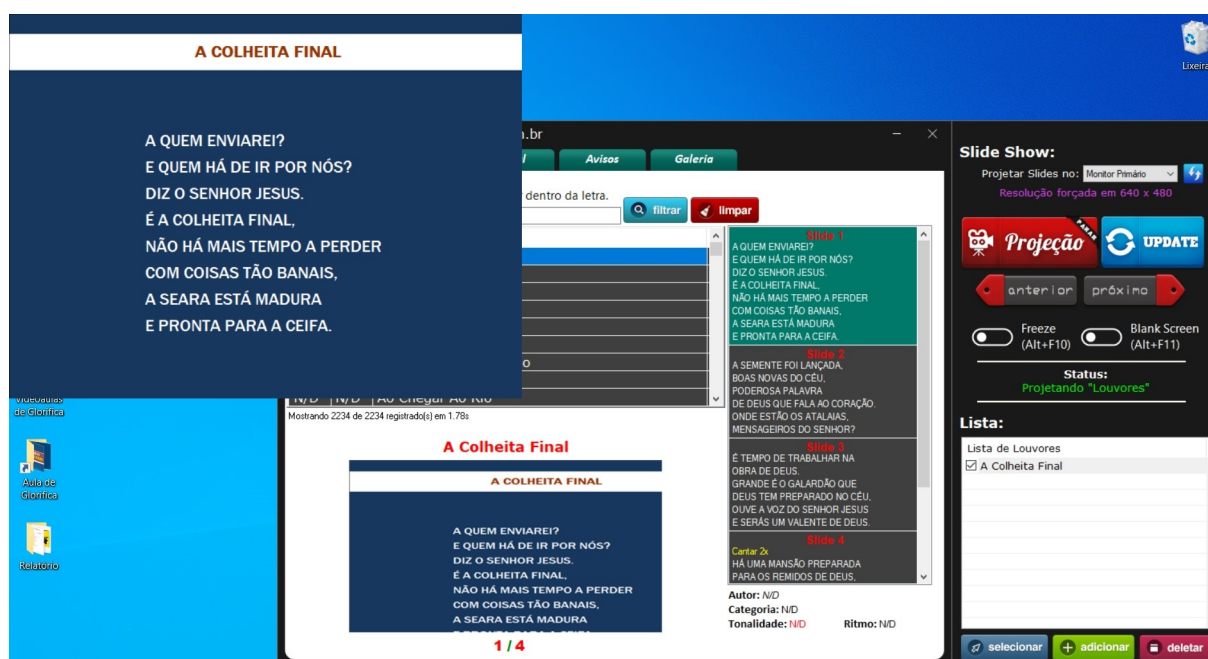 A COLHEITA FINAL
A QUEM ENVIAREI?
E QUEM HÁ DE IR POR NÓS?
DIZ O SENHOR JESUS.
É A COLHEITA FINAL,
NÃO HÁ MAIS TEMPO A PERDER
COM COISAS TÃO BANAIS,
A SEARA ESTÁ MADURA
E PRONTA PARA A CEIFA.
Lixeira
Videoaulas
de Glorifica
Aula de
Glorifica
Relatório
.br
Avisos
Galeria
dentro da letra.
filtrar
limpar
N/D N/D Ao Chegar Ao Rio
Mostrando 2234 de 2234 registrado(s) em 1.78s
A Colheita Final
A COLHEITA FINAL
A QUEM ENVIAREI?
E QUEM HÁ DE IR POR NÓS?
DIZ O SENHOR JESUS.
É A COLHEITA FINAL,
NÃO HÁ MAIS TEMPO A PERDER
COM COISAS TÃO BANAIS,
A SEARA ESTÁ MADURA
1 / 4
Slide 1
A QUEM ENVIAREI?
E QUEM HÁ DE IR POR NÓS?
DIZ O SENHOR JESUS.
É A COLHEITA FINAL,
NÃO HÁ MAIS TEMPO A PERDER
COM COISAS TÃO BANAIS,
A SEARA ESTÁ MADURA
E PRONTA PARA A CEIFA.
Slide 2
A SEMENTE FOI LANÇADA,
BOAS NOVAS DO CÉU,
PODEROSA PALAVRA
DE DEUS QUE FALA AO CORAÇÃO.
ONDE ESTÃO OS ATALAIAS,
MENSAGEIROS DO SENHOR?
Slide 3
É TEMPO DE TRABALHAR NA
OBRA DE DEUS.
GRANDE É O GALARDÃO QUE
DEUS TEM PREPARADO NO CÉU,
OUVE A VOZ DO SENHOR JESUS
E SERÁS UM VALENTE DE DEUS.
Slide 4
Cantar 2x
HÁ UMA MANSÃO PREPARADA
PARA OS REMIDOS DE DEUS,
Autor: N/D
Categoria: N/D
Tonalidade: N/D Ritmo: N/D
Slide Show:
Projetar Slides no: Monitor Primário
Resolução forçada em 640 x 480
Projeção
PARAR
UPDATE
anterior
próximo
Freeze
(Alt+F10)
Blank Screen
(Alt+F11)
Status:
Projetando "Louvores"
Lista:
Lista de Louvores
A Colheita Final
selecionar
adicionar
deletar